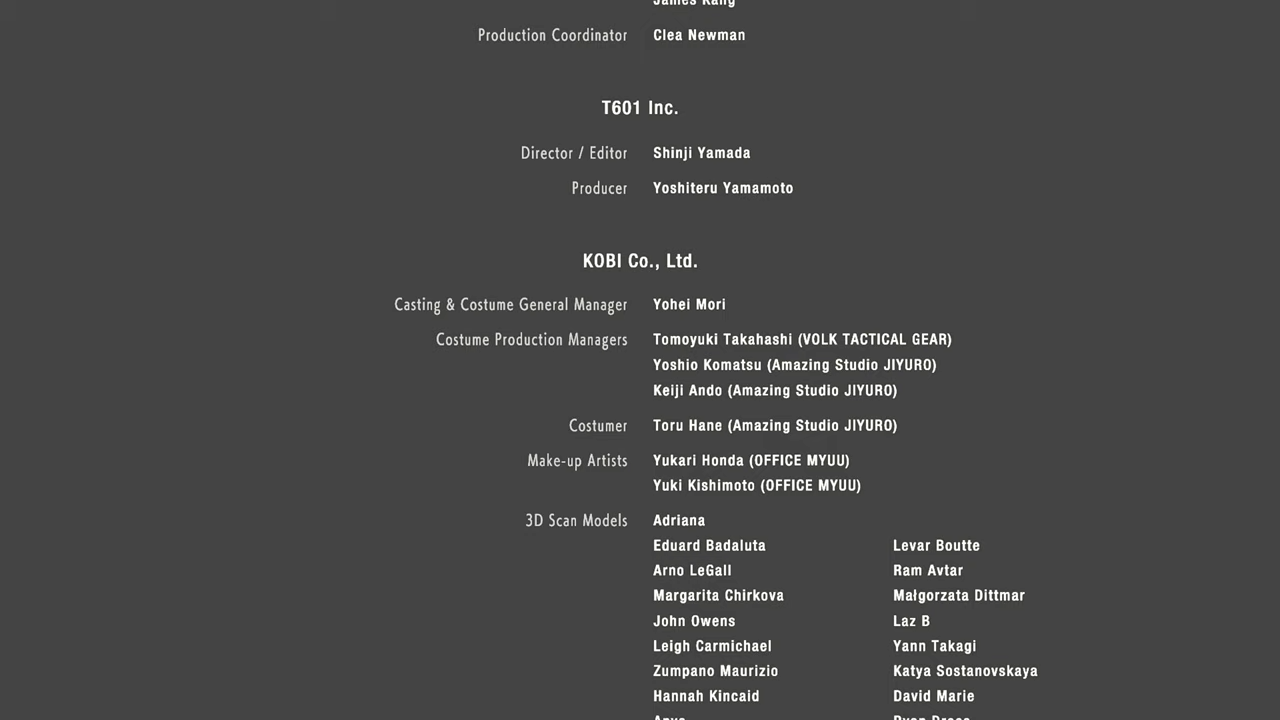 James Kang
Production Coordinator Clea Newman
T601 Inc.
Director / Editor Shinji Yamada
Producer Yoshiteru Yamamoto
KOBI Co., Ltd.
Casting & Costume General Manager Yohei Mori
Costume Production Managers Tomoyuki Takahashi (VOLK TACTICAL GEAR)
Yoshio Komatsu (Amazing Studio JIYURO)
Keiji Ando (Amazing Studio JIYURO)
Costumer Toru Hane (Amazing Studio JIYURO)
Make-up Artists Yukari Honda (OFFICE MYUU)
Yuki Kishimoto (OFFICE MYUU)
3D Scan Models Adriana
Eduard Badaluta Levar Boutte
Arno LeGall Ram Avtar
Margarita Chirkova Małgorzata Dittmar
John Owens Laz B
Leigh Carmichael Yann Takagi
Zumpano Maurizio Katya Sostanovskaya
Hannah Kincaid David Marie